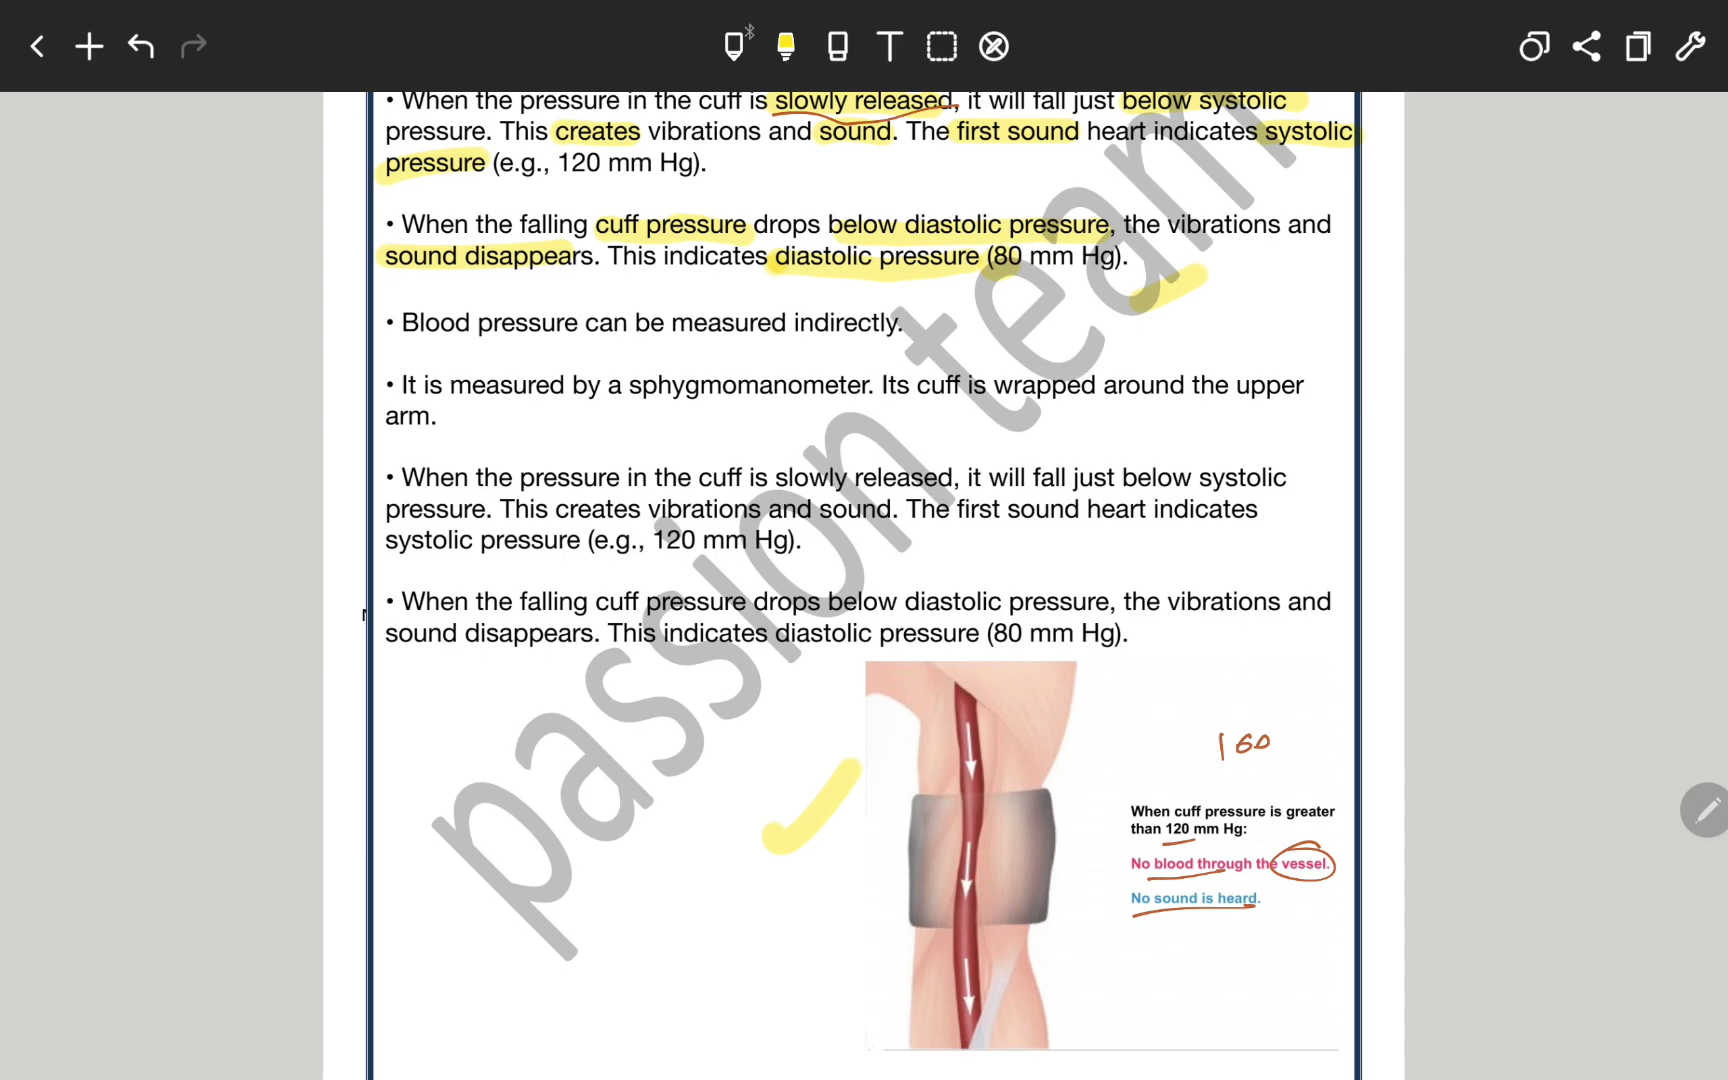 • When the pressure in the cuff is slowly released, it will fall just below systolic
pressure. This creates vibrations and sound. The first sound heart indicates systolic
pressure (e.g., 120 mm Hg).
• When the falling cuff pressure drops below diastolic pressure, the vibrations and
sound disappears. This indicates diastolic pressure (80 mm Hg).
• Blood pressure can be measured indirectly.
• It is measured by a sphygmomanometer. Its cuff is wrapped around the upper
arm.
• When the pressure in the cuff is slowly released, it will fall just below systolic
pressure. This creates vibrations and sound. The first sound heart indicates
systolic pressure (e.g., 120 mm Hg).
• When the falling cuff pressure drops below diastolic pressure, the vibrations and
sound disappears. This indicates diastolic pressure (80 mm Hg).
passion team
160
When cuff pressure is greater
than 120 mm Hg:
No blood through the vessel.
No sound is heard.